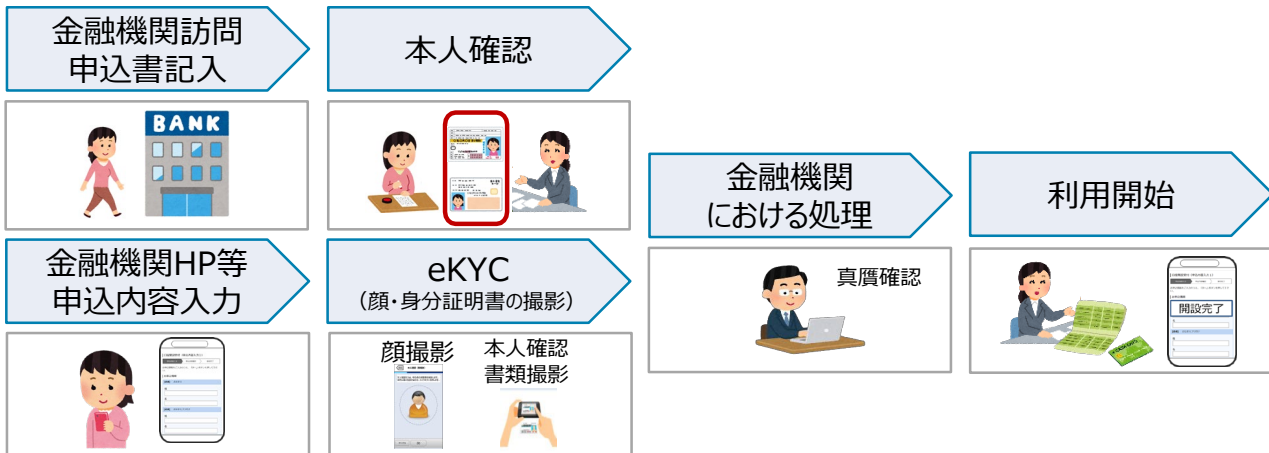 金融機関訪問
申込書記入
本人確認
BANK
金融機関HP等
申込内容入力
eKYC
（顔・身分証明書の撮影）
顔撮影
本人確認
書類撮影
金融機関
における処理
真贋確認
利用開始
開設完了